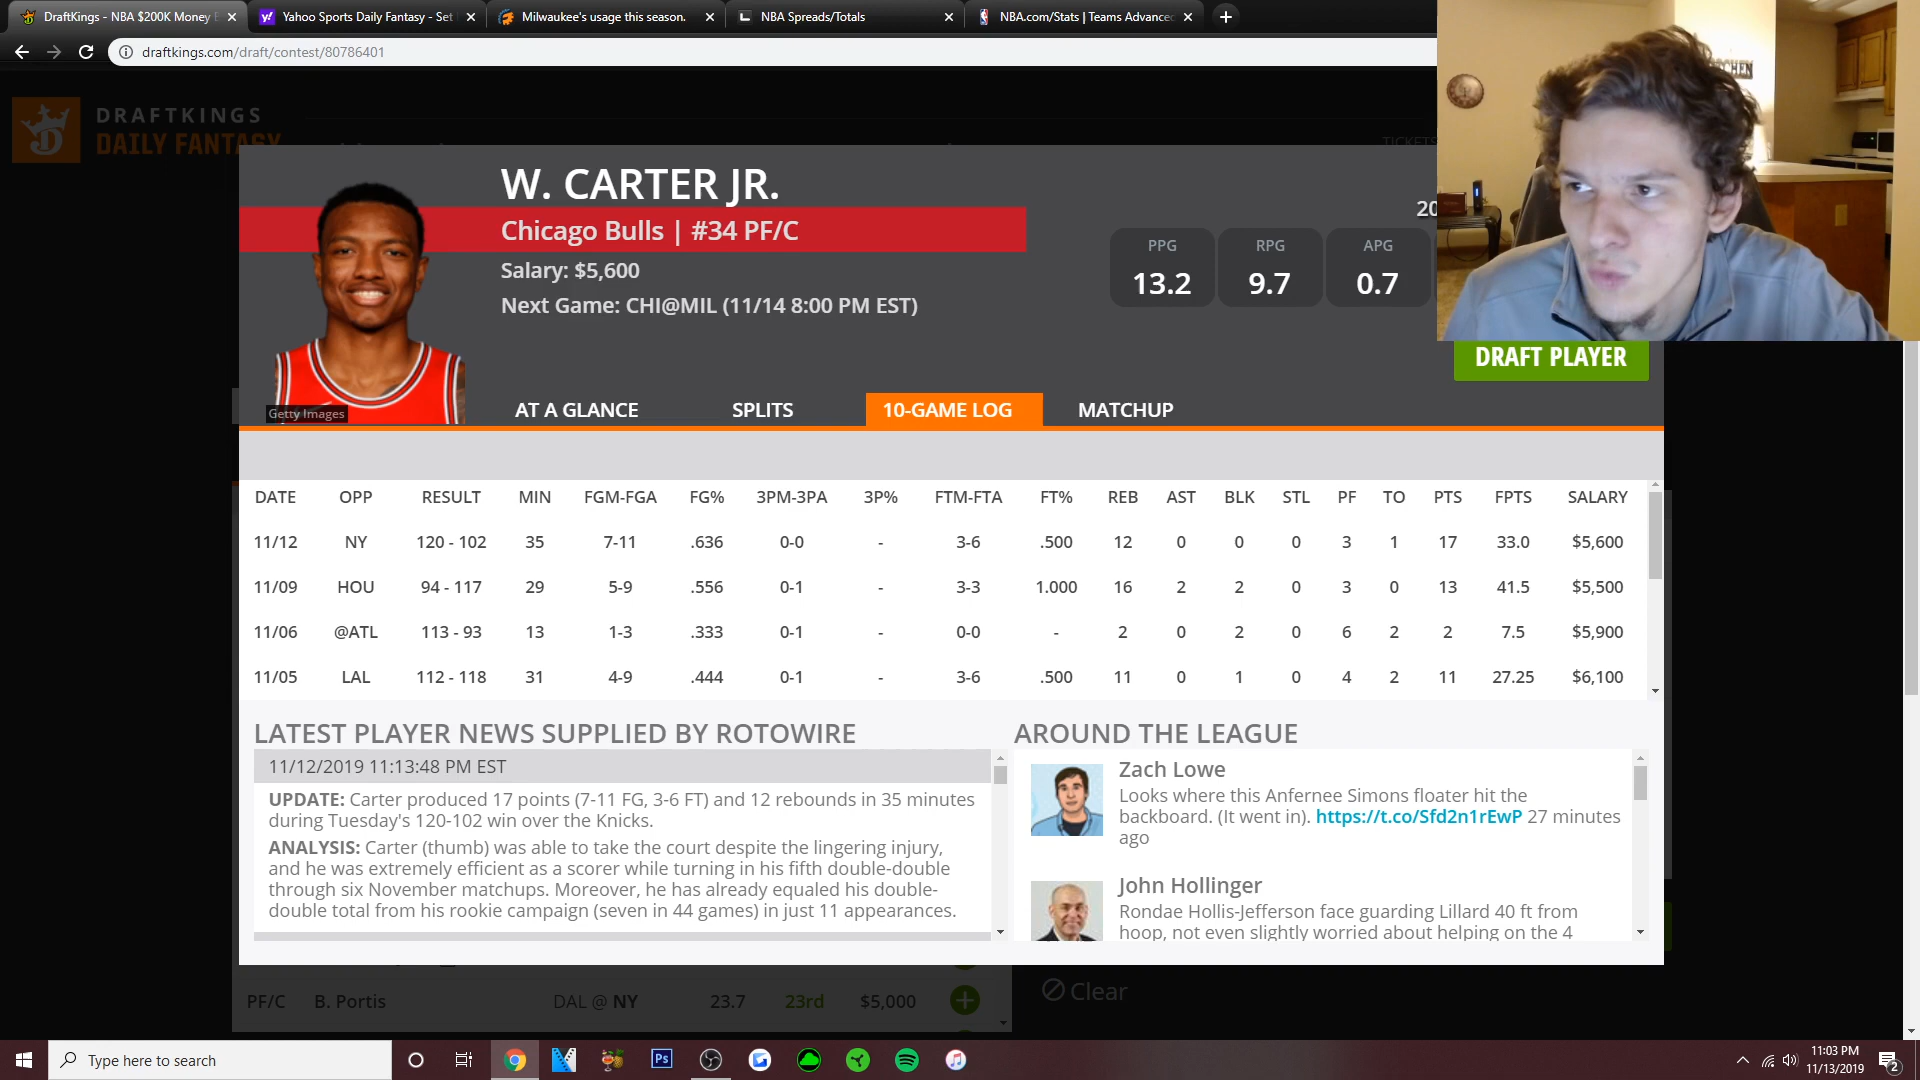 DraftKings - NBA $200K Money
Yahoo Sports Daily Fantasy - Set
Milwaukee's usage this season.
NBA Spreads/Totals
NBA.com/Stats | Teams Advanced
draftkings.com/draft/contest/80786401
DRAFTKINGS
DAILY FANTASY
TICKETS
W. CARTER JR.
Chicago Bulls | #34 PF/C
Salary: $5,600
Next Game: CHI@MIL (11/14 8:00 PM EST)
20
PPG RPG APG
13.2 9.7 0.7
DRAFT PLAYER
Getty Images
AT A GLANCE SPLITS 10-GAME LOG MATCHUP
DATE OPP RESULT MIN FGM-FGA FG% 3PM-3PA 3P% FTM-FTA FT% REB AST BLK STL PF TO PTS FPTS SALARY
11/12 NY 120 - 102 35 7-11 .636 0-0 - 3-6 .500 12 0 0 0 3 1 17 33.0 $5,600
11/09 HOU 94 - 117 29 5-9 .556 0-1 - 3-3 1.000 16 2 2 0 3 0 13 41.5 $5,500
11/06 @ATL 113 - 93 13 1-3 .333 0-1 - 0-0 - 2 0 2 0 6 2 2 7.5 $5,900
11/05 LAL 112 - 118 31 4-9 .444 0-1 - 3-6 .500 11 0 1 0 4 2 11 27.25 $6,100
LATEST PLAYER NEWS SUPPLIED BY ROTOWIRE
11/12/2019 11:13:48 PM EST
UPDATE: Carter produced 17 points (7-11 FG, 3-6 FT) and 12 rebounds in 35 minutes
during Tuesday's 120-102 win over the Knicks.
ANALYSIS: Carter (thumb) was able to take the court despite the lingering injury,
and he was extremely efficient as a scorer while turning in his fifth double-double
through six November matchups. Moreover, he has already equaled his double-
double total from his rookie campaign (seven in 44 games) in just 11 appearances.
AROUND THE LEAGUE
Zach Lowe
Looks where this Anfernee Simons floater hit the
backboard. (It went in). https://t.co/Sfd2n1rEwP 27 minutes
ago
John Hollinger
Rondae Hollis-Jefferson face guarding Lillard 40 ft from
hoop, not even slightly worried about helping on the 4
PF/C B. Portis DAL @ NY 23.7 23rd $5,000
Clear
Type here to search
Ps
11:03 PM
11/13/2019
2